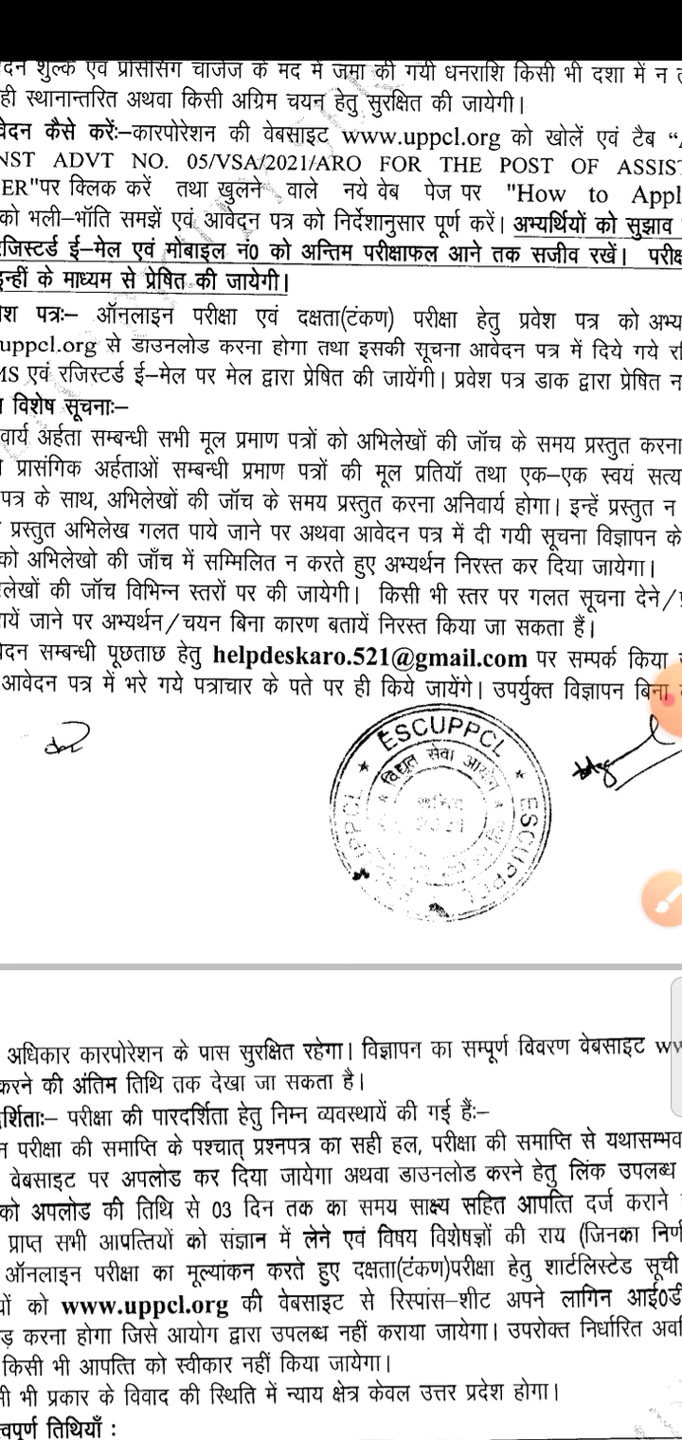 दन शुल्क एवं प्रोसेसिंग चार्जेज के मद में जमा की गयी धनराशि किसी भी दशा में न
ही स्थानान्तरित अथवा किसी अग्रिम चयन हेतु सुरक्षित की जायेगी।
वेदन कैसे करें:–कारपोरेशन की वेबसाइट www.uppcl.org को खोलें एवं टैब “
NST ADVT NO. 05/VSA/2021/ARO FOR THE POST OF ASSIST
ER"पर क्लिक करें तथा खुलने वाले नये वेब पेज पर "How to Appl
को भली–भॉति समझें एवं आवेदन पत्र को निर्देशानुसार पूर्ण करें। अभ्यर्थियों को सुझाव
रजिस्टर्ड ई–मेल एवं मोबाइल नं0 को अन्तिम परीक्षाफल आने तक सजीव रखें। परीक्ष
इन्हीं के माध्यम से प्रेषित की जायेगी।
वेश पत्रः– ऑनलाइन परीक्षा एवं दक्षता(टंकण) परीक्षा हेतु प्रवेश पत्र को अभ्य
uppcl.org से डाउनलोड करना होगा तथा इसकी सूचना आवेदन पत्र में दिये गये
MS एवं रजिस्टर्ड ई–मेल पर मेल द्वारा प्रेषित की जायेंगी। प्रवेश पत्र डाक द्वारा प्रेषित न
विशेष सूचनाः–
वार्य अर्हता सम्बन्धी सभी मूल प्रमाण पत्रों को अभिलेखों की जॉच के समय प्रस्तुत करना
प्रासंगिक अर्हताओं सम्बन्धी प्रमाण पत्रों की मूल प्रतियॉ तथा एक–एक स्वयं सत्य
पत्र के साथ, अभिलेखों की जॉच के समय प्रस्तुत करना अनिवार्य होगा। इन्हें प्रस्तुत न
प्रस्तुत अभिलेख गलत पाये जाने पर अथवा आवेदन पत्र में दी गयी सूचना विज्ञापन के
को अभिलेखो की जाँच में सम्मिलित न करते हुए अभ्यर्थन निरस्त कर दिया जायेगा।
लेखों की जॉच विभिन्न स्तरों पर की जायेगी। किसी भी स्तर पर गलत सूचना देने/
ायें जाने पर अभ्यर्थन/चयन बिना कारण बतायें निरस्त किया जा सकता हैं।
वेदन सम्बन्धी पूछताछ हेतु helpdeskaro.521@gmail.com पर सम्पर्क किया
आवेदन पत्र में भरे गये पत्राचार के पते पर ही किये जायेंगे। उपर्युक्त विज्ञापन बिना
ESCUPPCL
विद्युत सेवा आयोग
ESCUPPCL
2021
अधिकार कारपोरेशन के पास सुरक्षित रहेगा। विज्ञापन का सम्पूर्ण विवरण वेबसाइट ww
करने की अंतिम तिथि तक देखा जा सकता है।
दर्शिताः– परीक्षा की पारदर्शिता हेतु निम्न व्यवस्थायें की गई हैं:–
न परीक्षा की समाप्ति के पश्चात् प्रश्नपत्र का सही हल, परीक्षा की समाप्ति से यथासम्भव
वेबसाइट पर अपलोड कर दिया जायेगा अथवा डाउनलोड करने हेतु लिंक उपलब्ध
को अपलोड की तिथि से 03 दिन तक का समय साक्ष्य सहित आपत्ति दर्ज कराने
प्राप्त सभी आपत्तियों को संज्ञान में लेने एवं विषय विशेषज्ञों की राय (जिनका निर्ण
ऑनलाइन परीक्षा का मूल्यांकन करते हुए दक्षता(टंकण)परीक्षा हेतु शार्टलिस्टेड सूची
यों को www.uppcl.org की वेबसाइट से रिस्पांस–शीट अपने लागिन आई0डी
ड़ करना होगा जिसे आयोग द्वारा उपलब्ध नहीं कराया जायेगा। उपरोक्त निर्धारित अवि
किसी भी आपत्ति को स्वीकार नहीं किया जायेगा।
सी भी प्रकार के विवाद की स्थिति में न्याय क्षेत्र केवल उत्तर प्रदेश होगा।
त्वपूर्ण तिथियाँ :